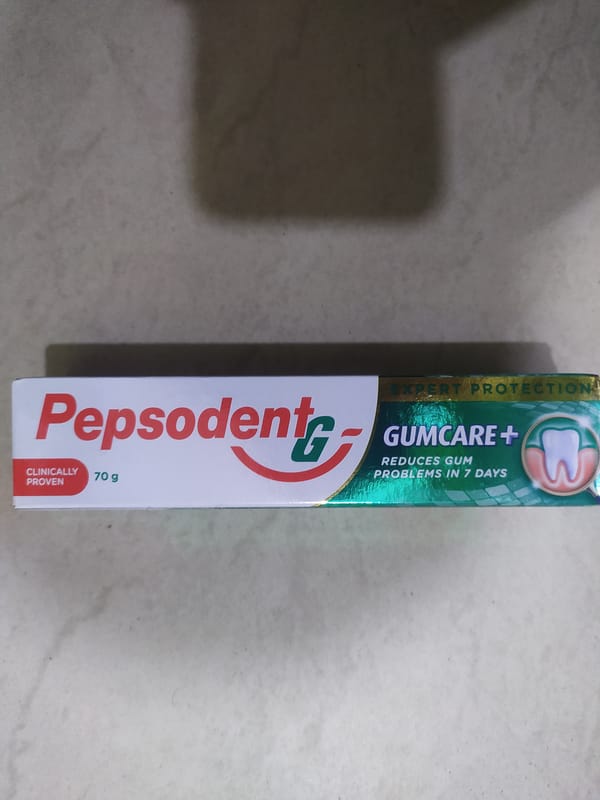 Pepsodent G
CLINICALLY
PROVEN
70 g
EXPERT PROTECTION
GUMCARE+
REDUCES GUM
PROBLEMS IN 7 DAYS